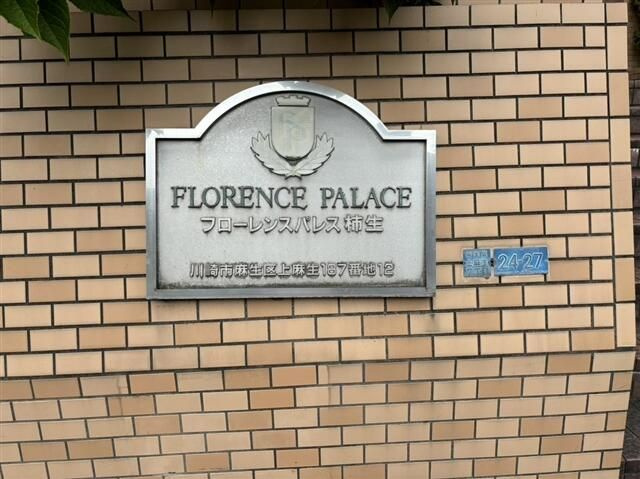 FLORENCE PALACE
フローレンスパレス柿生
川崎市麻生区上麻生187番地12
24-27